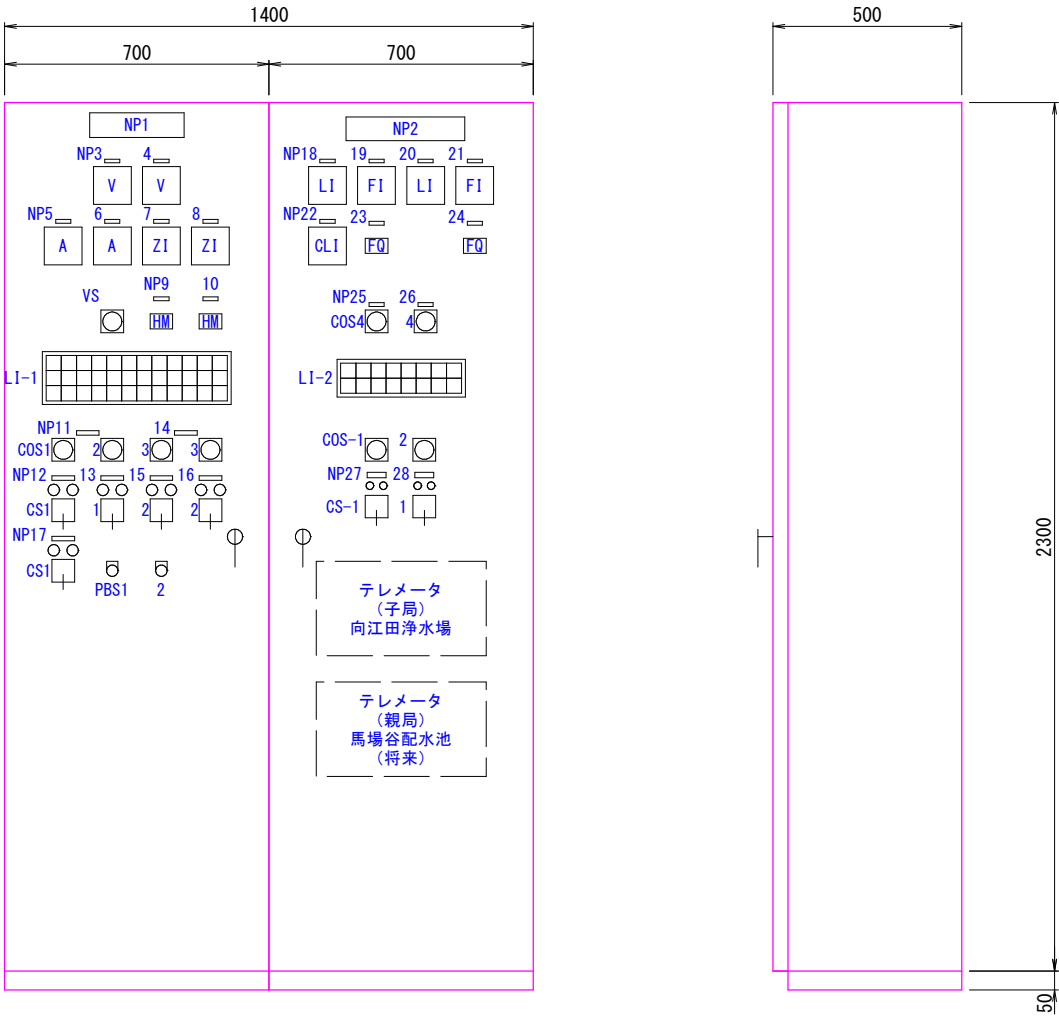 1400
500
700 700
NP1
NP2
NP3 4
NP18 19 20 21
V V
LI FI LI FI
NP5 6 7 8
NP22 23 24
A A ZI ZI
CLI FQ FQ
NP9 10
VS
HM HM
NP25 26
COS4 4
LI-1
LI-2
NP11 14
COS1 2 3 3
COS-1 2
NP12 13 15 16
NP27 28
CS1 1 2 2
CS-1 1
NP17
CS1
PBS1 2
テレメータ
(子局)
向江田浄水場
テレメータ
(親局)
馬場谷配水池
(将来)
2300
50